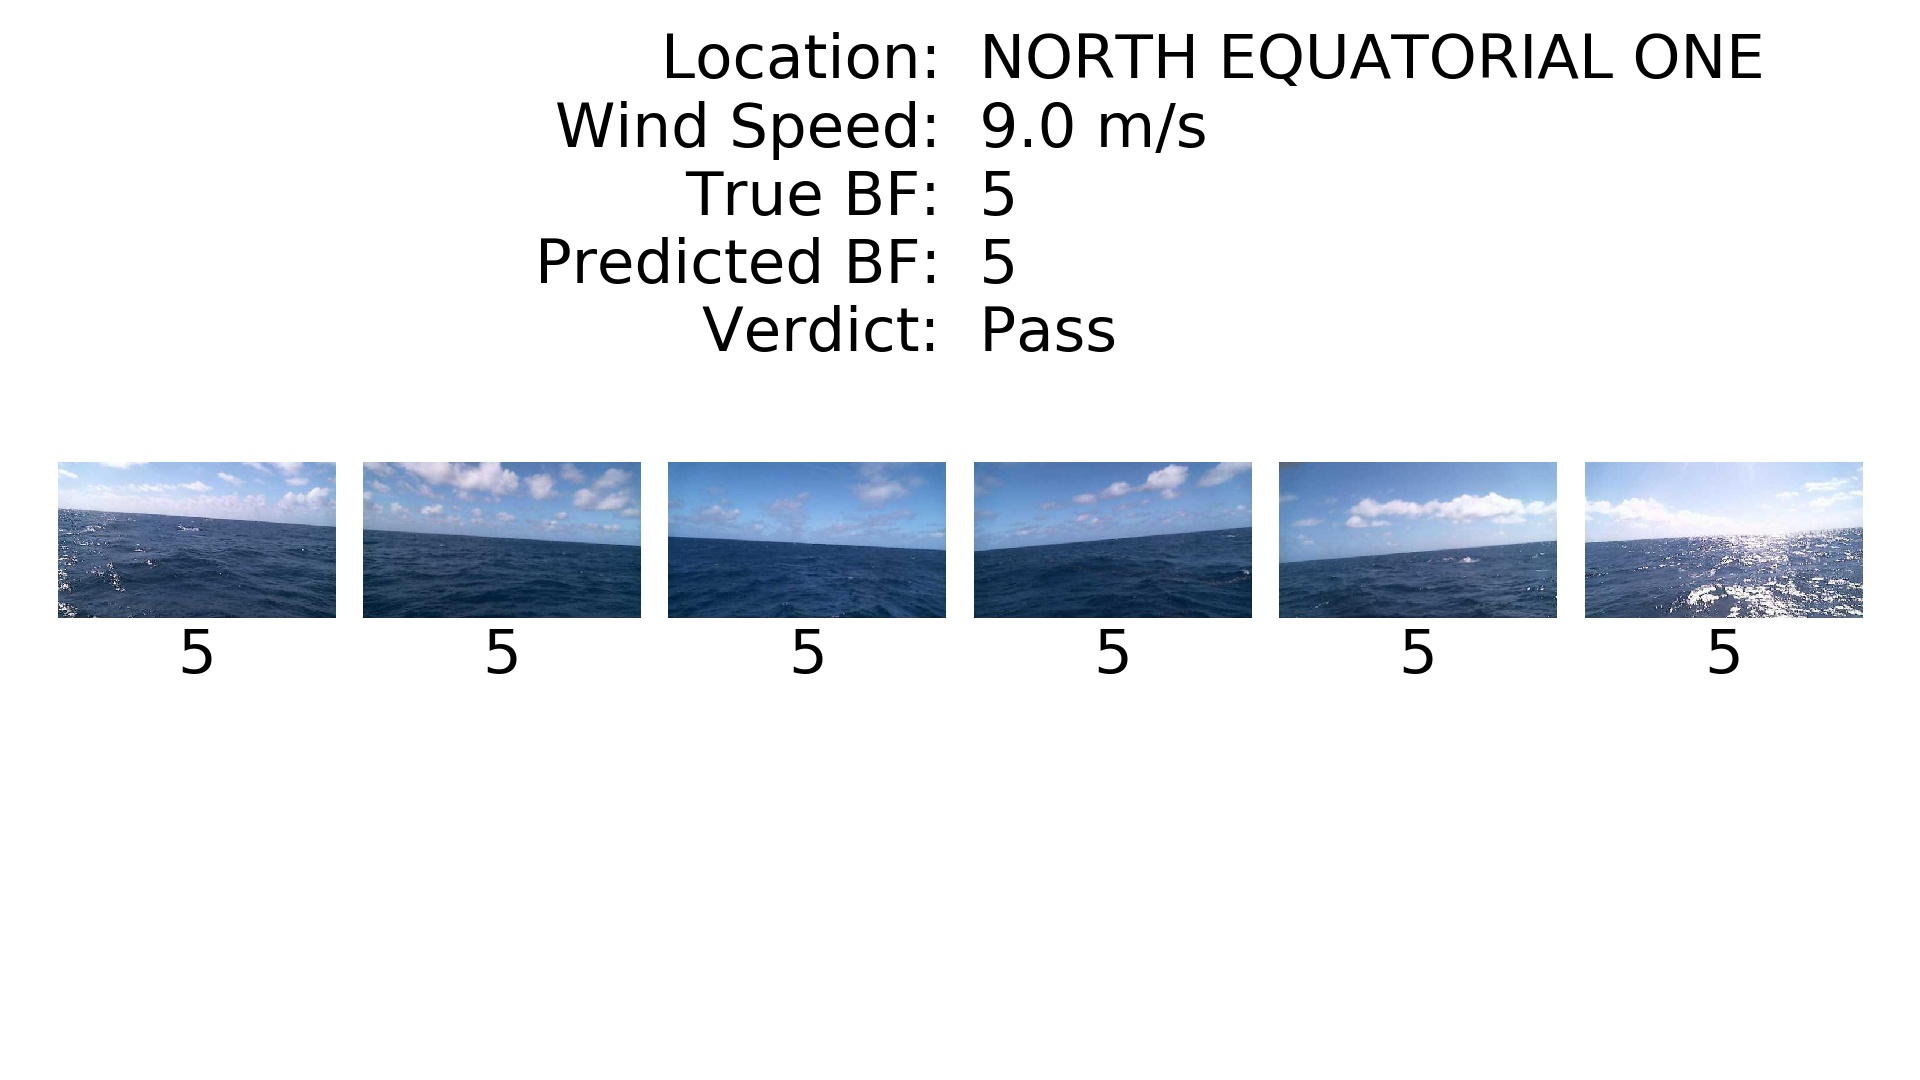 Location: NORTH EQUATORIAL ONE
Wind Speed: 9.0 m/s
True BF: 5
Predicted BF: 5
Verdict: Pass
5 5 5 5 5 5